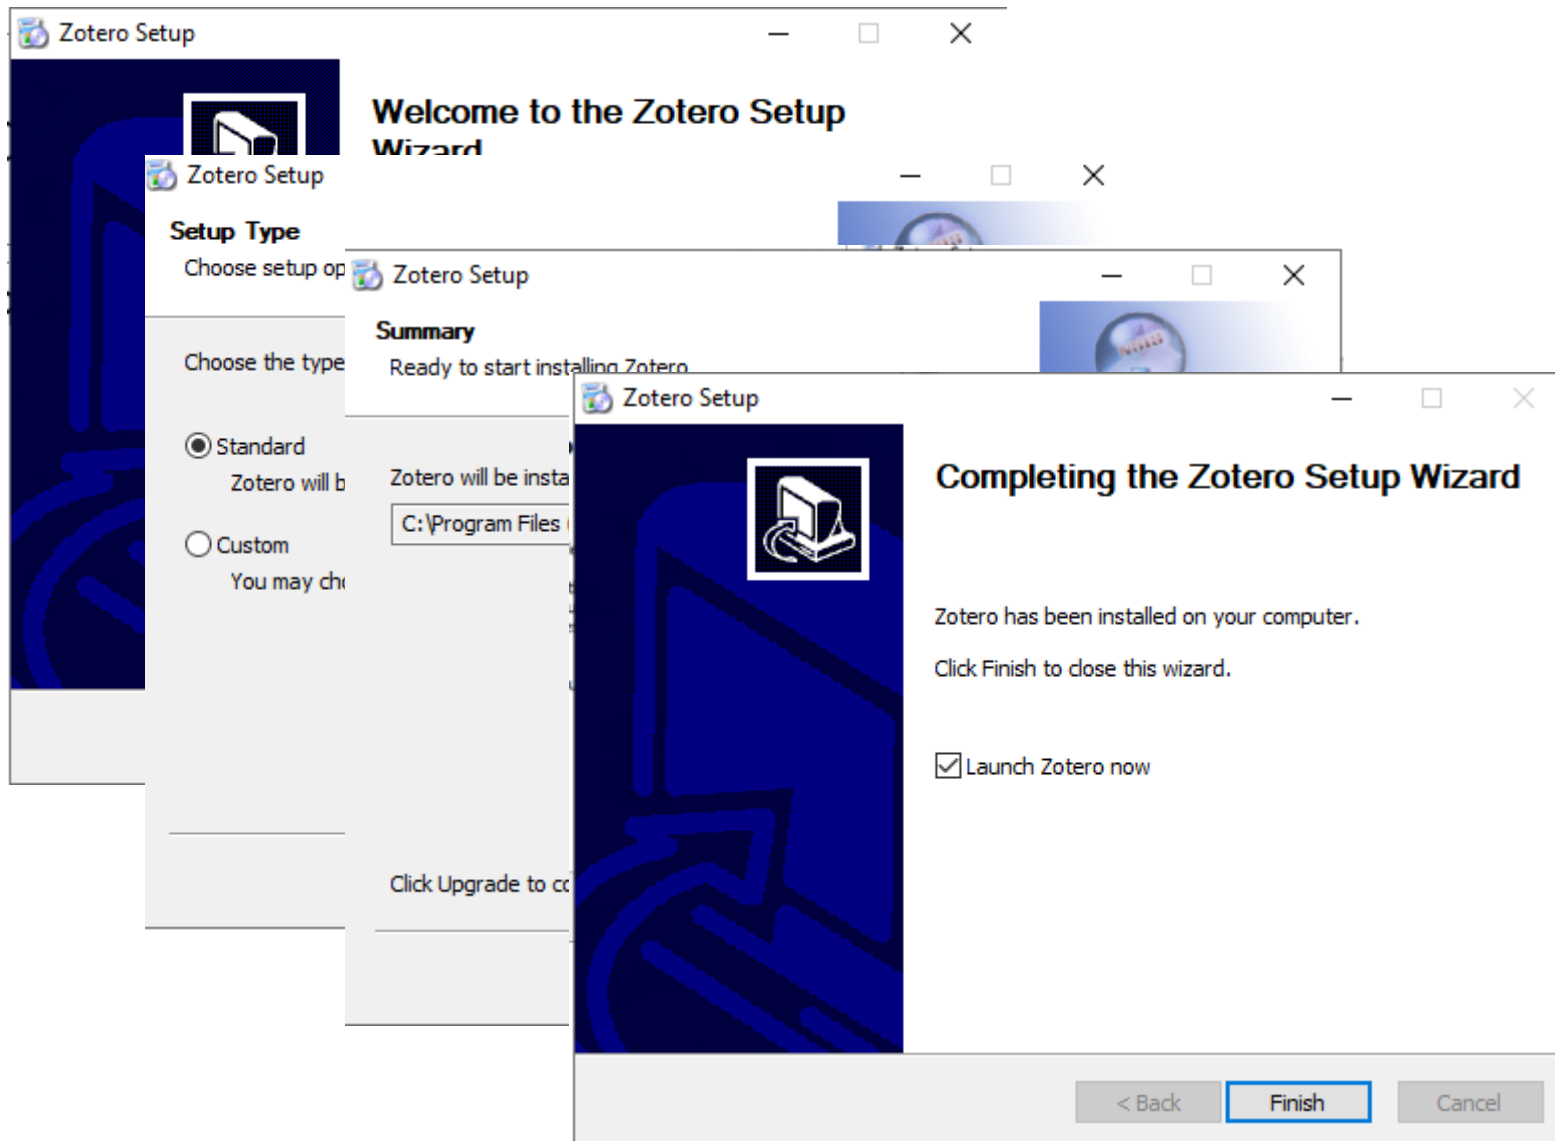 Zotero Setup
Welcome to the Zotero Setup
Wizard
Zotero Setup
Setup Type
Choose setup
Choose the type
Standard
Zotero will
Custom
You may
Zotero Setup
Summary
Ready to start installing Zotero
Zotero will be
C:\Program Files
Click Upgrade to
Zotero Setup
Completing the Zotero Setup Wizard
Zotero has been installed on your computer.
Click Finish to close this wizard.
Launch Zotero now
< Back
Finish
Cancel